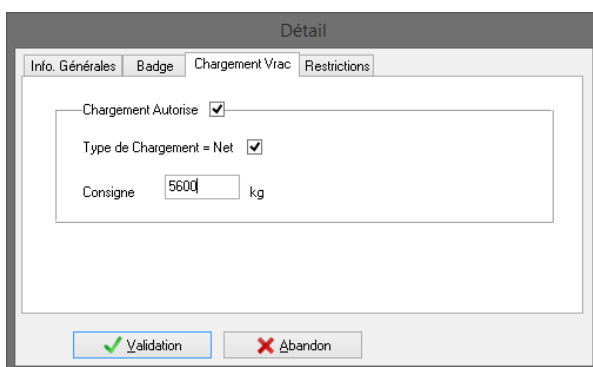 Détail
Info. Générales Badge Chargement Vrac Restrictions
Chargement Autorise
Type de Chargement = Net
Consigne 5600 kg
Validation Abandon